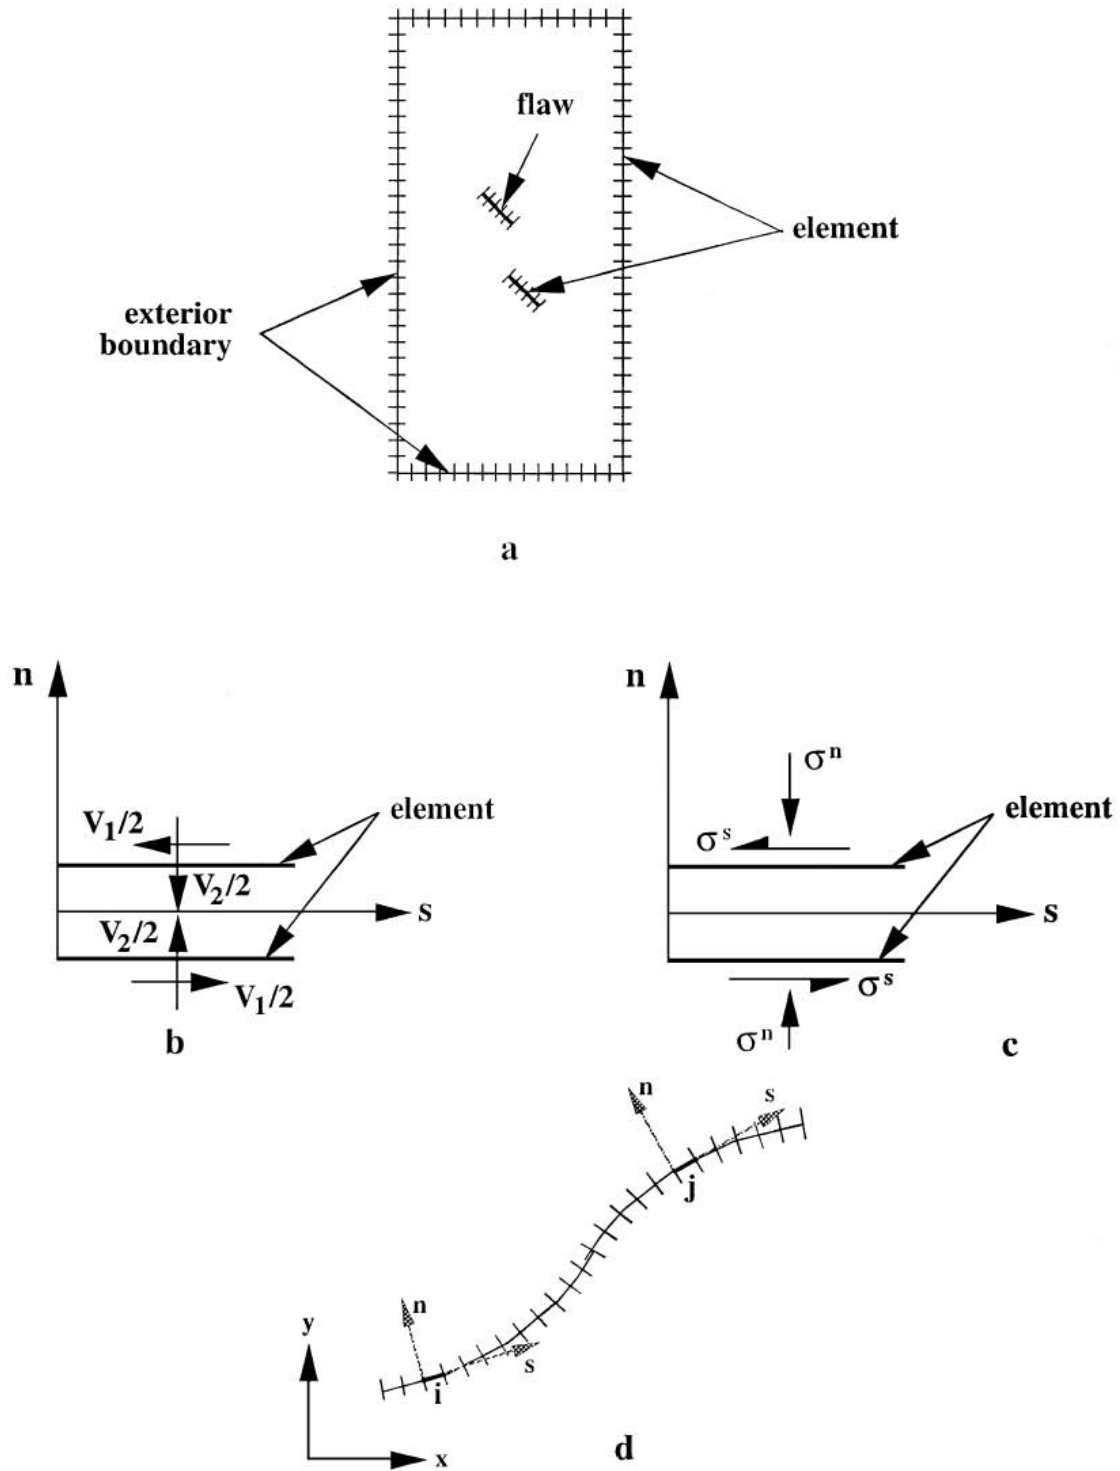 flaw
element
exterior
boundary
a
n
V₁/2
element
V₂/2
s
V₂/2
V₁/2
b
n
σⁿ
element
σˢ
s
σˢ
σⁿ
c
n
s
j
n
y
s
i
x
d